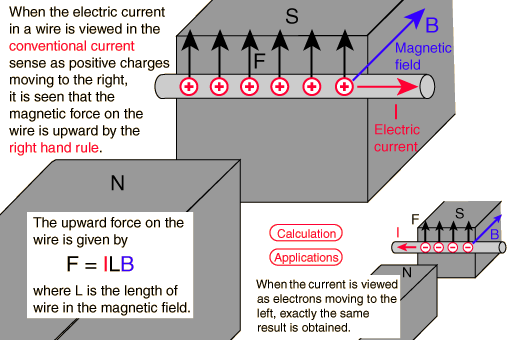 When the electric current
in a wire is viewed in the
conventional current
sense as positive charges
moving to the right,
it is seen that the
magnetic force on the
wire is upward by the
right hand rule.
S
B
Magnetic
field
F
+ + + + + +
I
Electric
current
N
The upward force on the
wire is given by
F = ILB
where L is the length of
wire in the magnetic field.
Calculation
Applications
When the current is viewed
as electrons moving to the
left, exactly the same
result is obtained.
F
S
I
B
- - - -
N